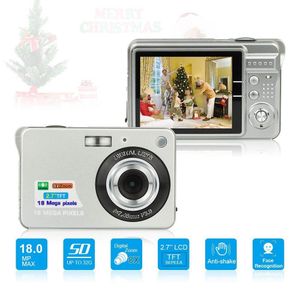 MERRY
CHRISTMAS
2.7" TFT
18 Mega pixels
18 MEGA PIXELS
18.0
MP
MAX
SD
UP TO 32G
Digital
Zoom
8X
2.7" LCD
TFT
Anti-shake
Face
Recognition